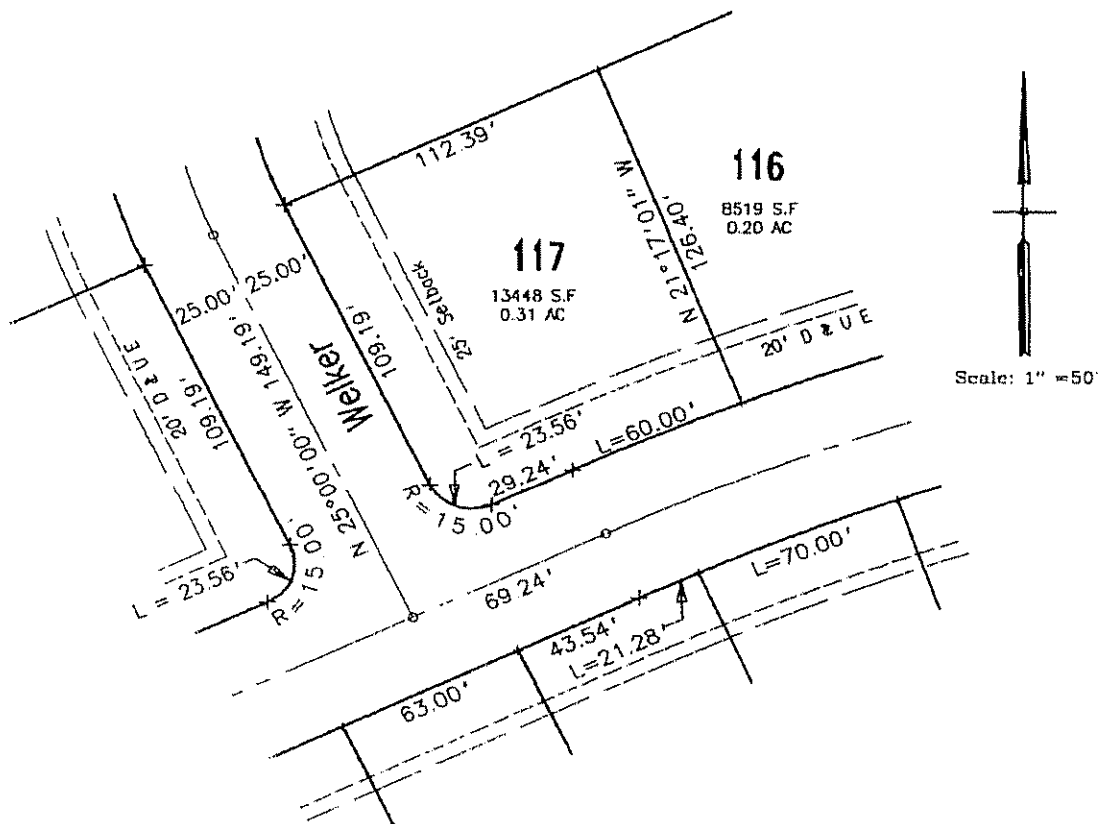 112.39'
116
8519 S.F
0.20 AC
N 21°17'01" W
126.40'
117
13448 S.F
0.31 AC
25' Setback
25.00' 25.00'
109.19'
Welker
N 25°00'00" W 149.19'
20' D & U E
109.19'
20' D & U E
Scale: 1" =50'
L = 23.56'
L=60.00'
29.24'
R = 15.00'
L = 23.56'
R = 15.00'
69.24'
L=70.00'
43.54'
L=21.28'
63.00'